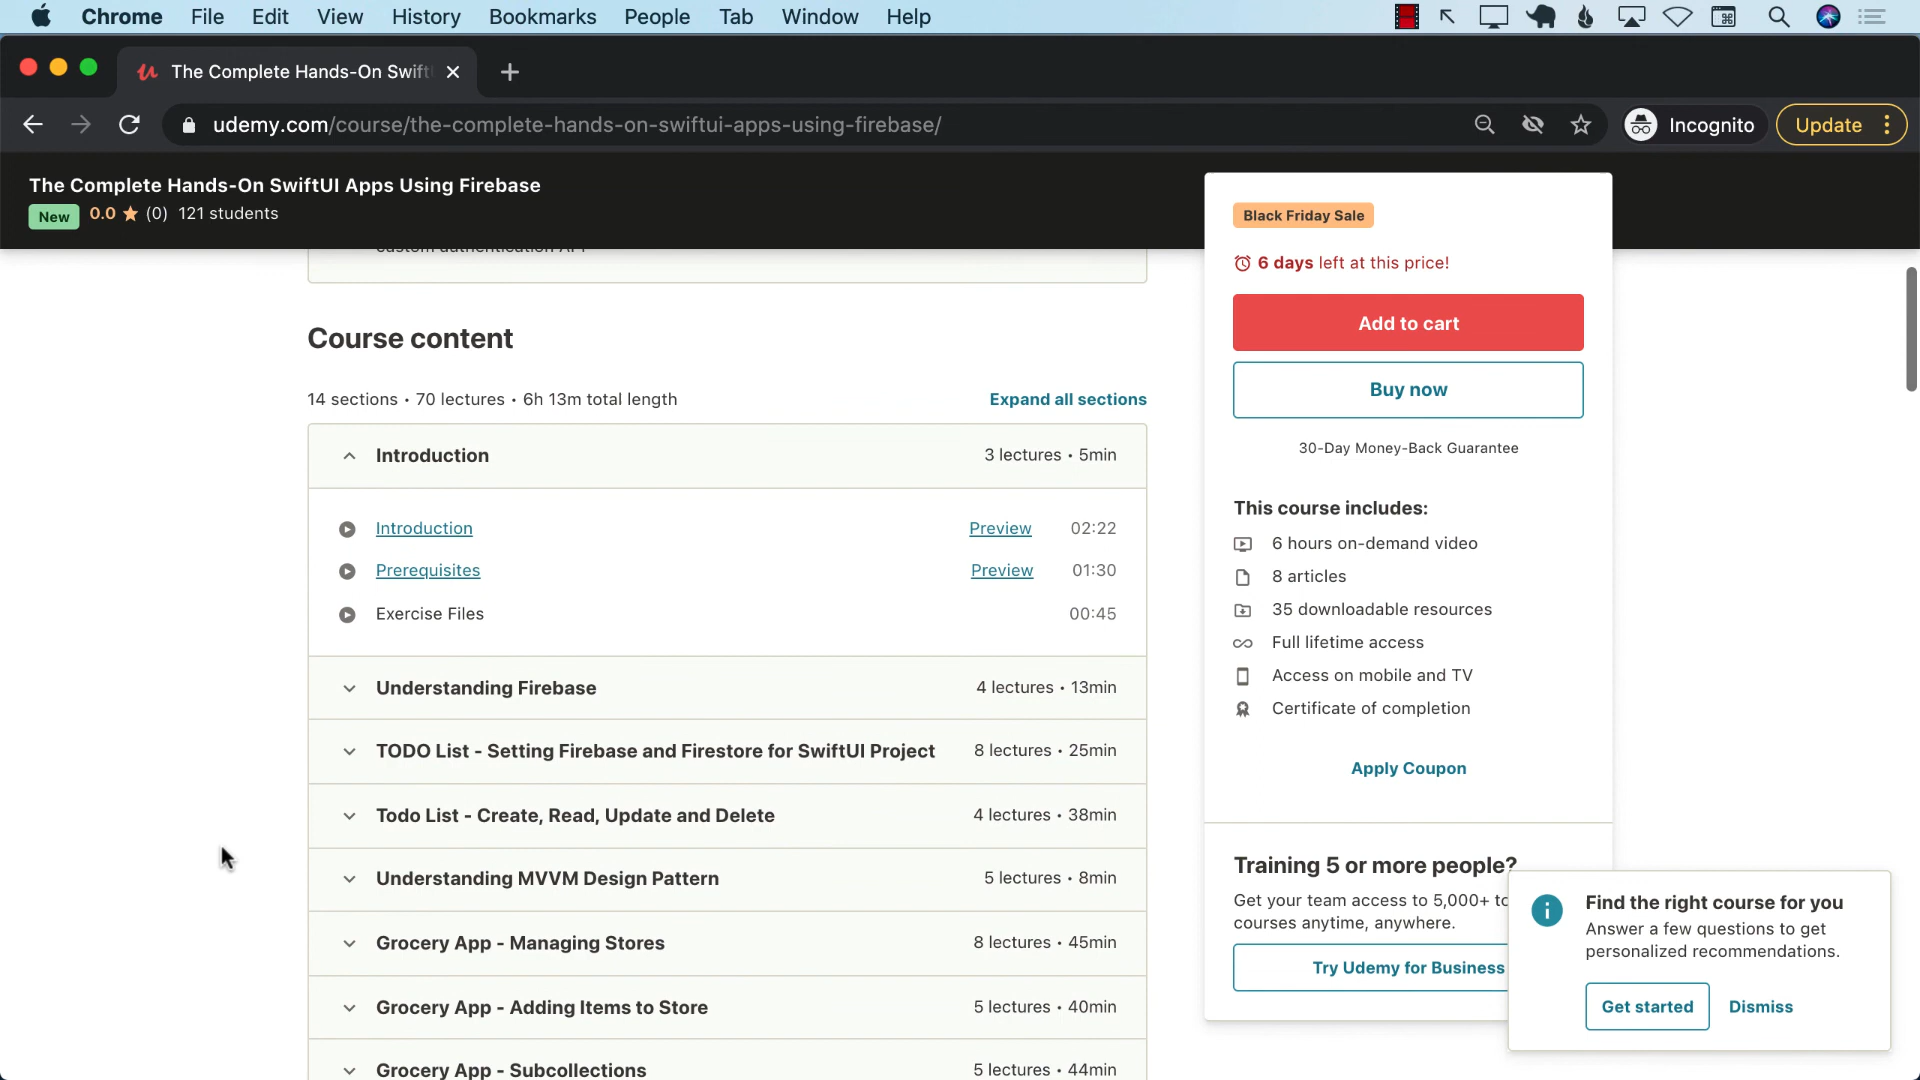 Chrome File Edit View History Bookmarks People Tab Window Help
The Complete Hands-On Swift
udemy.com/course/the-complete-hands-on-swiftui-apps-using-firebase/
Incognito
Update
The Complete Hands-On SwiftUI Apps Using Firebase
New 0.0 (0) 121 students
Black Friday Sale
6 days left at this price!
Add to cart
Buy now
30-Day Money-Back Guarantee
This course includes:
6 hours on-demand video
8 articles
35 downloadable resources
Full lifetime access
Access on mobile and TV
Certificate of completion
Apply Coupon
Training 5 or more people?
Get your team access to 5,000+ to
courses anytime, anywhere.
Try Udemy for Business
custom authentication API
Course content
14 sections • 70 lectures • 6h 13m total length
Expand all sections
Introduction 3 lectures • 5min
Introduction Preview 02:22
Prerequisites Preview 01:30
Exercise Files 00:45
Understanding Firebase 4 lectures • 13min
TODO List - Setting Firebase and Firestore for SwiftUI Project 8 lectures • 25min
Todo List - Create, Read, Update and Delete 4 lectures • 38min
Understanding MVVM Design Pattern 5 lectures • 8min
Grocery App - Managing Stores 8 lectures • 45min
Grocery App - Adding Items to Store 5 lectures • 40min
Grocery App - Subcollections 5 lectures • 44min
Find the right course for you
Answer a few questions to get
personalized recommendations.
Get started
Dismiss